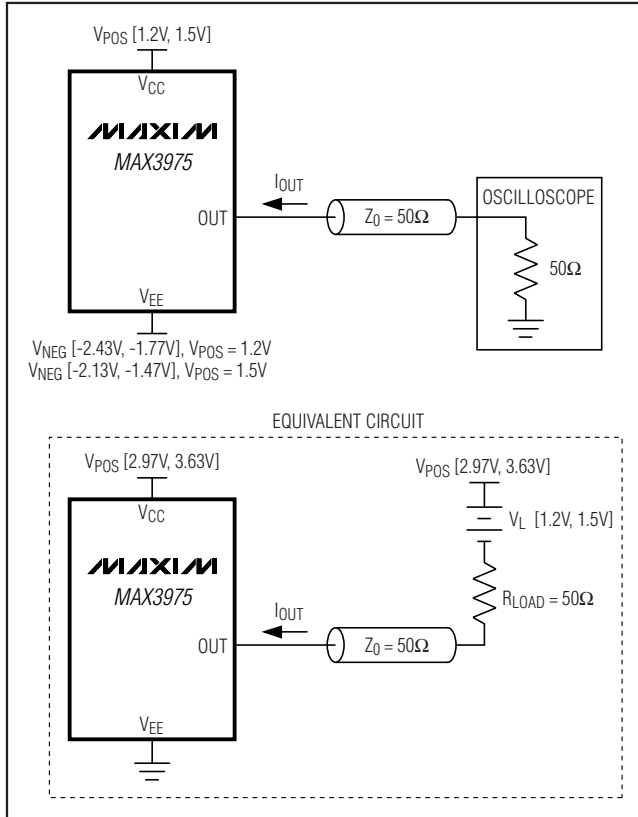 VPOS [1.2V, 1.5V]
VCC
MAXIM
MAX3975
IOUT
OUT
Z0 = 50Ω
OSCILLOSCOPE
50Ω
VEE
VNEG [-2.43V, -1.77V], VPOS = 1.2V
VNEG [-2.13V, -1.47V], VPOS = 1.5V
EQUIVALENT CIRCUIT
VPOS [2.97V, 3.63V]
VCC
VPOS [2.97V, 3.63V]
VL [1.2V, 1.5V]
MAXIM
MAX3975
IOUT
OUT
Z0 = 50Ω
RLOAD = 50Ω
VEE